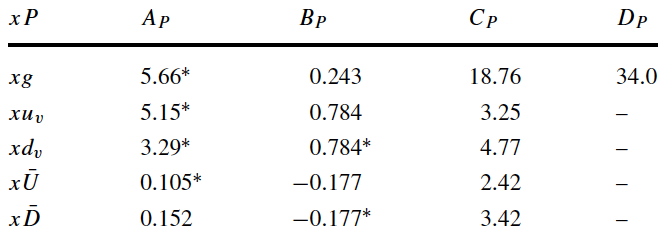 xP A_P B_P C_P D_P
xg 5.66* 0.243 18.76 34.0
xu_v 5.15* 0.784 3.25 –
xd_v 3.29* 0.784* 4.77 –
xŪ 0.105* −0.177 2.42 –
xD̄ 0.152 −0.177* 3.42 –